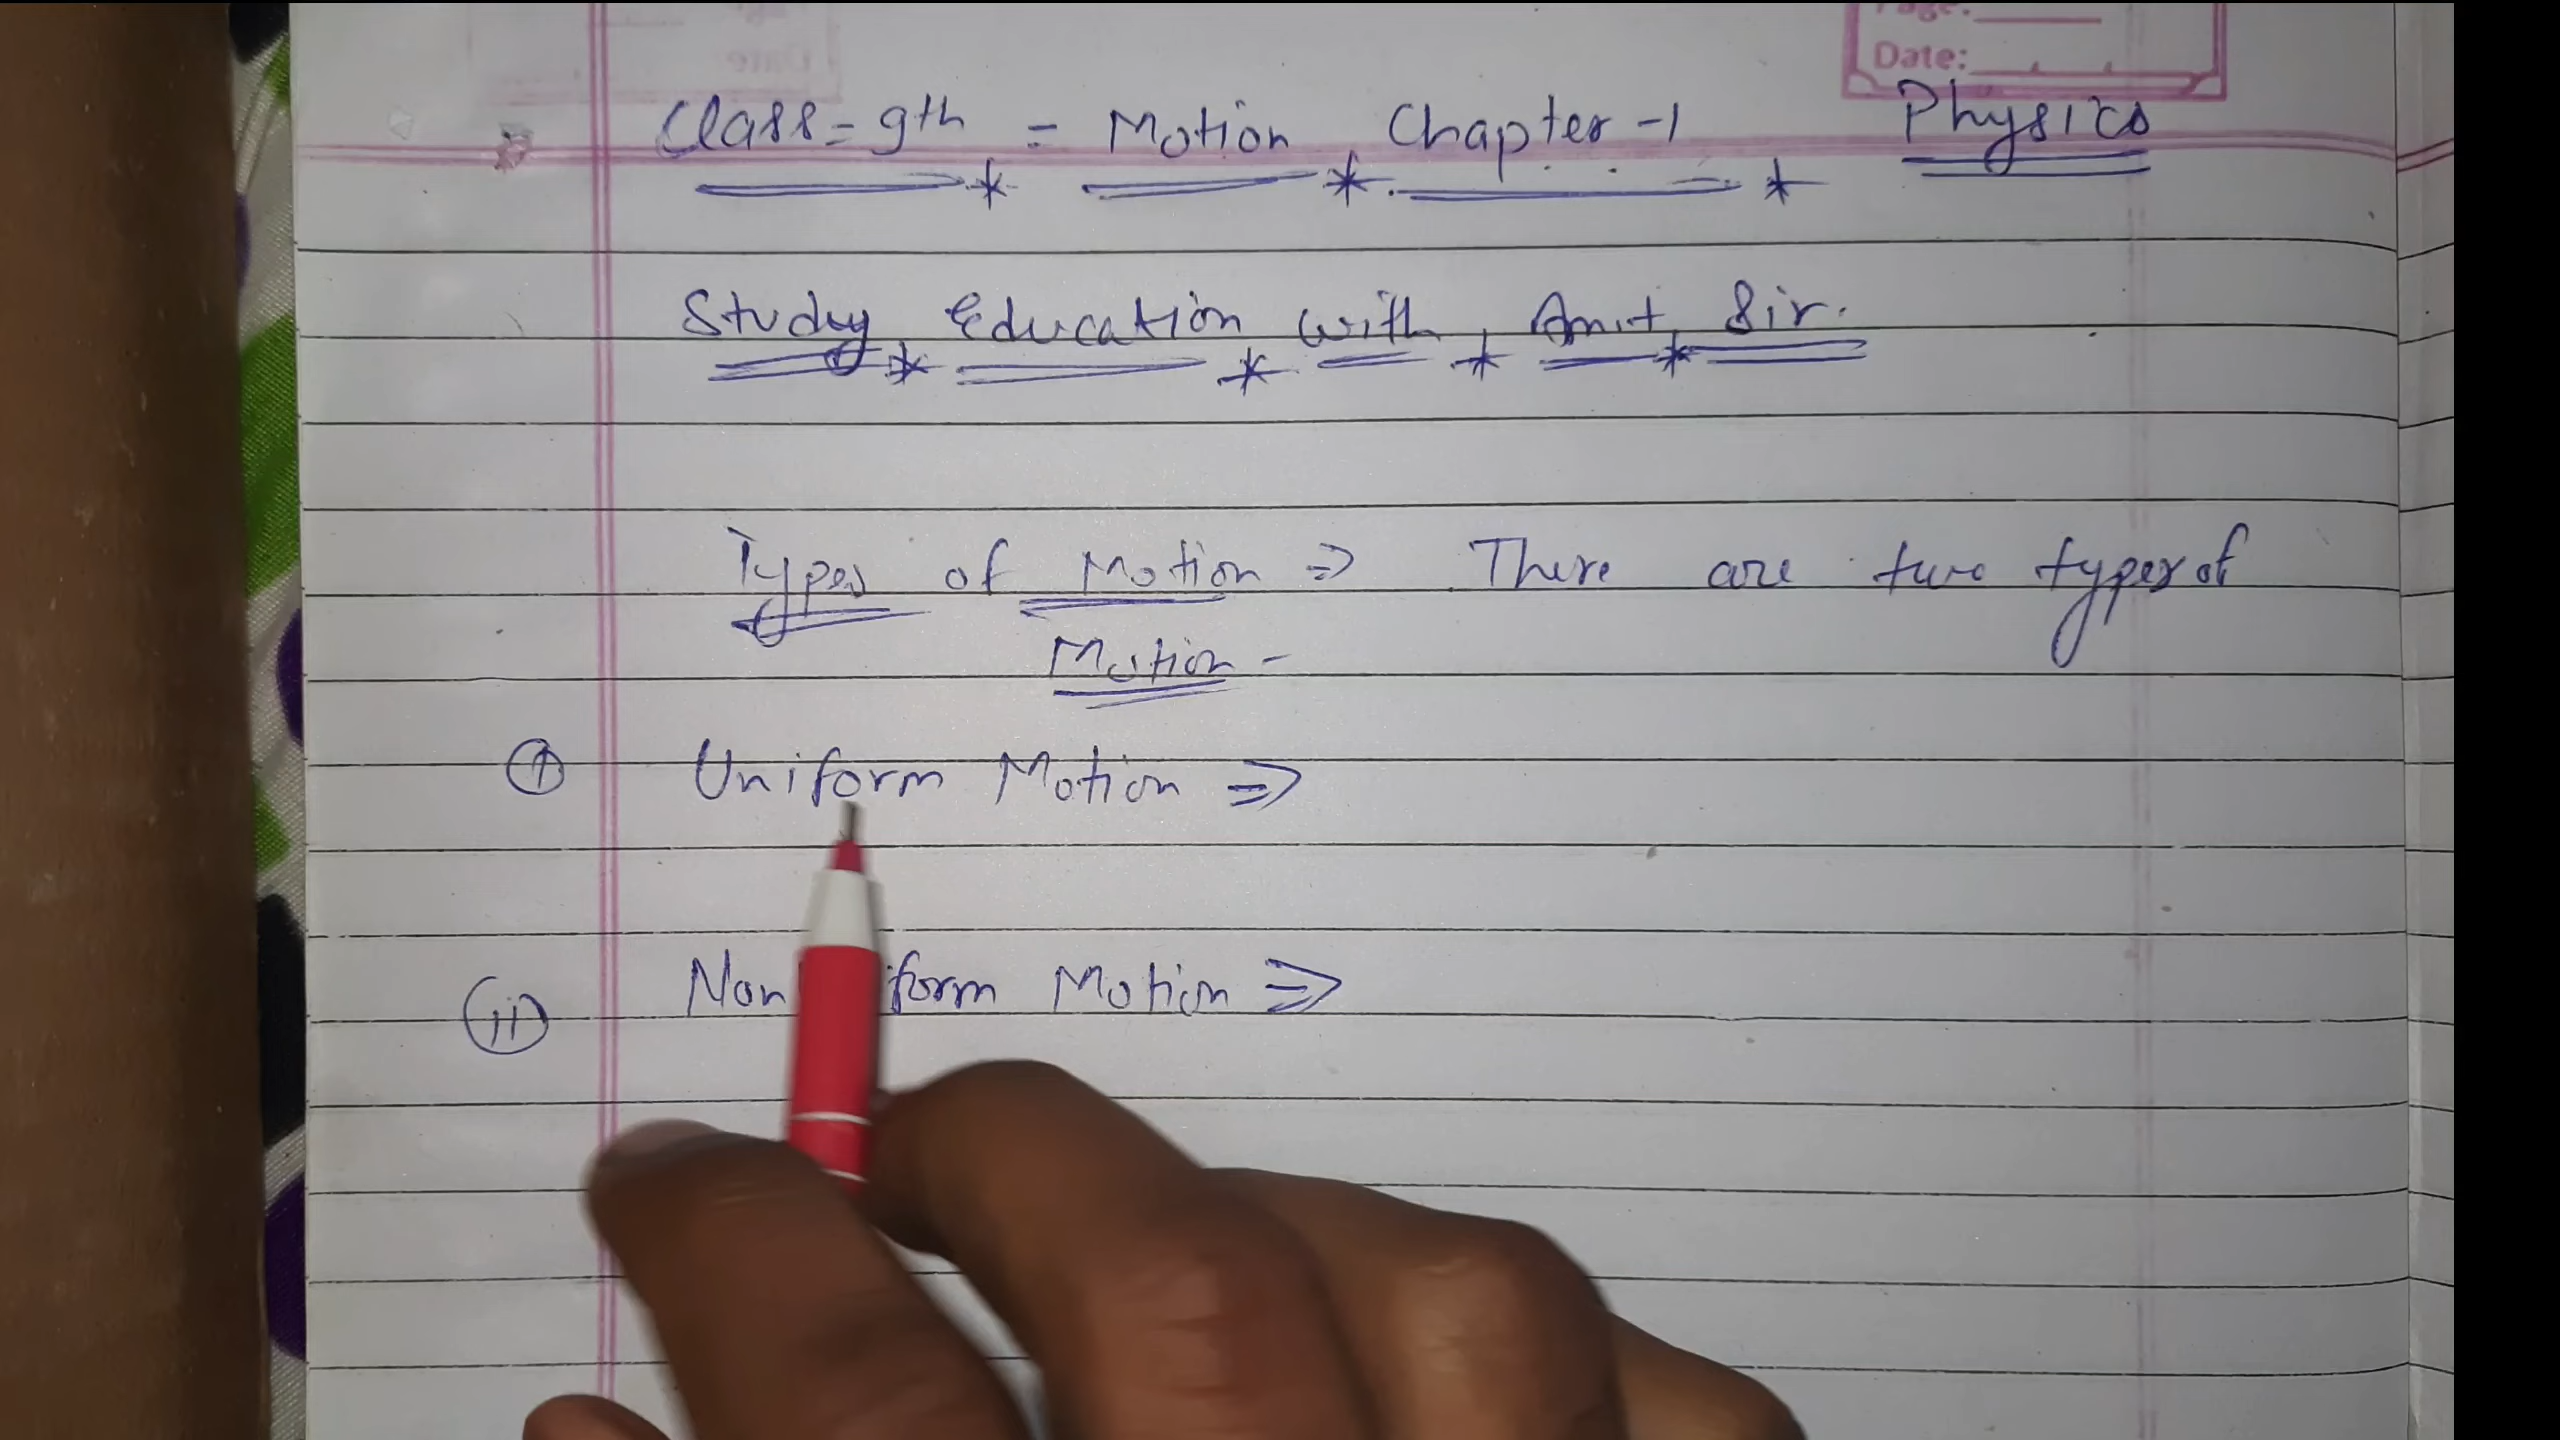 Page:
Date:
Class = 9th = Motion Chapter -1 Physics
Study Education with Amit Sir.
Types of Motion ⇒ There are two types of
Motion -
(i) Uniform Motion ⇒
(ii) Non form Motion ⇒